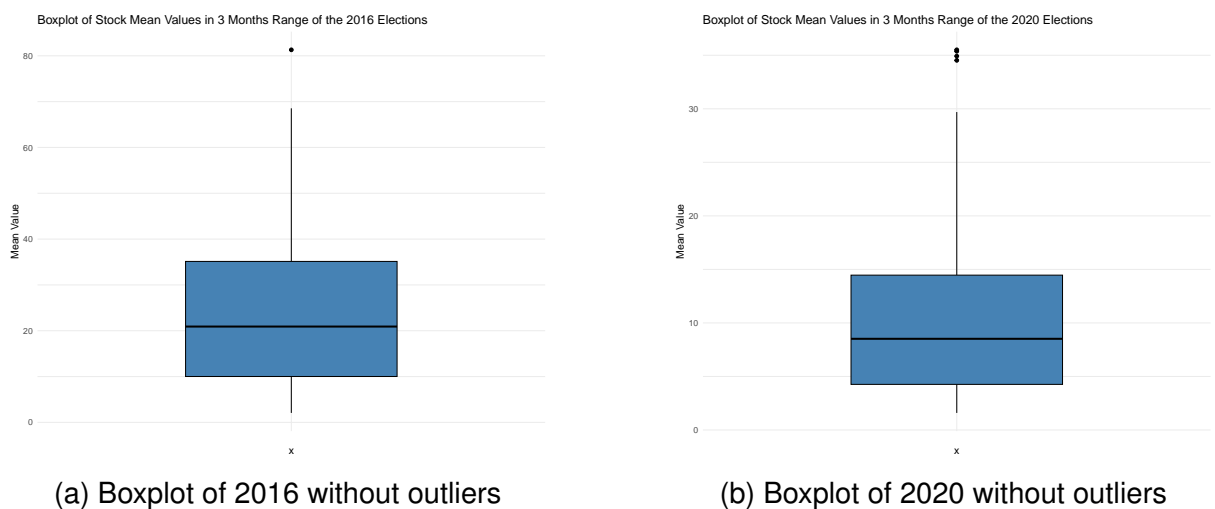 Boxplot of Stock Mean Values in 3 Months Range of the 2016 Elections
80
60
40
20
0
Mean Value
x
(a) Boxplot of 2016 without outliers
Boxplot of Stock Mean Values in 3 Months Range of the 2020 Elections
30
20
10
0
Mean Value
x
(b) Boxplot of 2020 without outliers